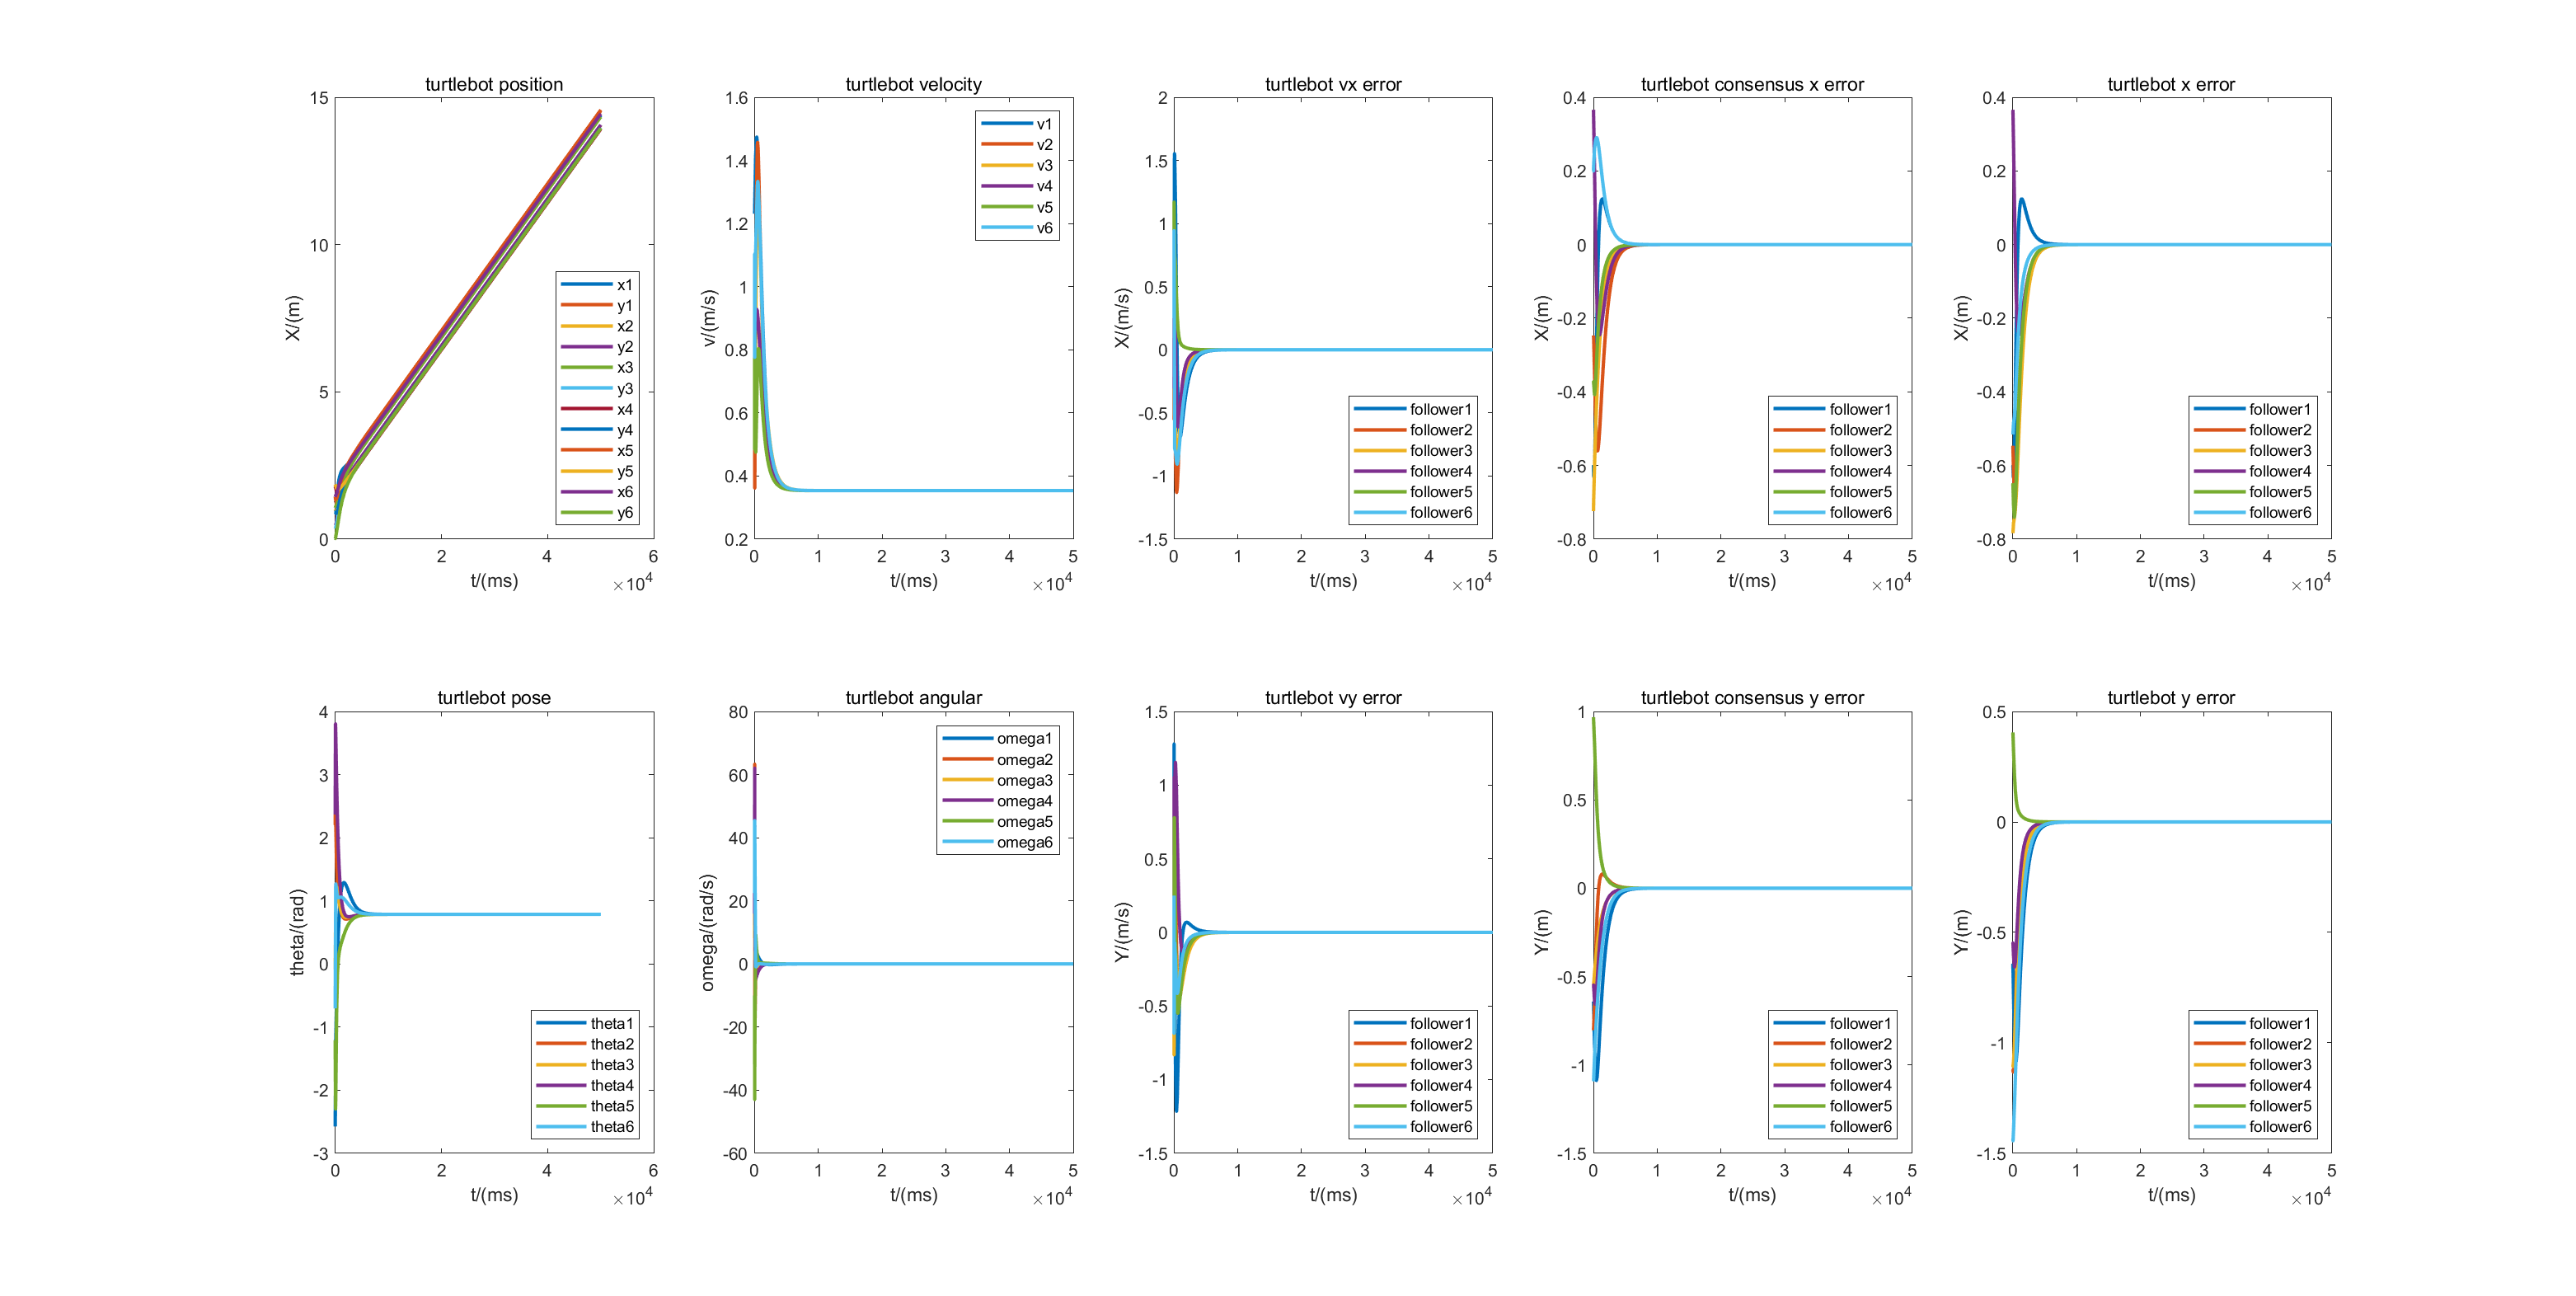 turtlebot position
15
10
5
0
X/(m)
x1
y1
x2
y2
x3
y3
x4
y4
x5
y5
x6
y6
0 2 4 6
t/(ms)
×10^4
turtlebot velocity
1.6
1.4
1.2
1
0.8
0.6
0.4
0.2
v/(m/s)
v1
v2
v3
v4
v5
v6
0 1 2 3 4 5
t/(ms)
×10^4
turtlebot vx error
2
1.5
1
0.5
0
-0.5
-1
-1.5
X/(m/s)
follower1
follower2
follower3
follower4
follower5
follower6
0 1 2 3 4 5
t/(ms)
×10^4
turtlebot consensus x error
0.4
0.2
0
-0.2
-0.4
-0.6
-0.8
X/(m)
follower1
follower2
follower3
follower4
follower5
follower6
0 1 2 3 4 5
t/(ms)
×10^4
turtlebot x error
0.4
0.2
0
-0.2
-0.4
-0.6
-0.8
X/(m)
follower1
follower2
follower3
follower4
follower5
follower6
0 1 2 3 4 5
t/(ms)
×10^4
turtlebot pose
4
3
2
1
0
-1
-2
-3
theta/(rad)
theta1
theta2
theta3
theta4
theta5
theta6
0 2 4 6
t/(ms)
×10^4
turtlebot angular
80
60
40
20
0
-20
-40
-60
omega/(rad/s)
omega1
omega2
omega3
omega4
omega5
omega6
0 1 2 3 4 5
t/(ms)
×10^4
turtlebot vy error
1.5
1
0.5
0
-0.5
-1
-1.5
Y/(m/s)
follower1
follower2
follower3
follower4
follower5
follower6
0 1 2 3 4 5
t/(ms)
×10^4
turtlebot consensus y error
1
0.5
0
-0.5
-1
-1.5
Y/(m)
follower1
follower2
follower3
follower4
follower5
follower6
0 1 2 3 4 5
t/(ms)
×10^4
turtlebot y error
0.5
0
-0.5
-1
-1.5
Y/(m)
follower1
follower2
follower3
follower4
follower5
follower6
0 1 2 3 4 5
t/(ms)
×10^4